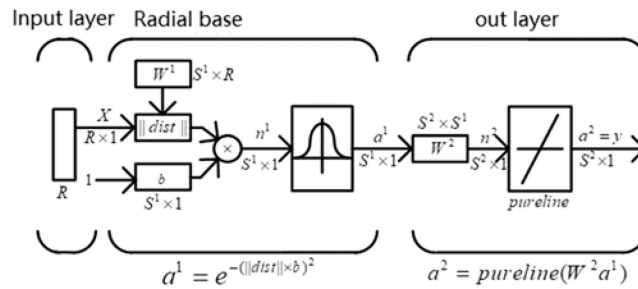 Input layer
Radial base
out layer
W¹ S¹×R
X
R×1
|| dist ||
×
n¹
S¹×1
a¹
S¹×1
S²×S¹
W²
n²
S²×1
a² = y
S²×1
R
1
b
S¹×1
pureline
a¹ = e^{-(||dist||×b)²}
a² = pureline(W²a¹)